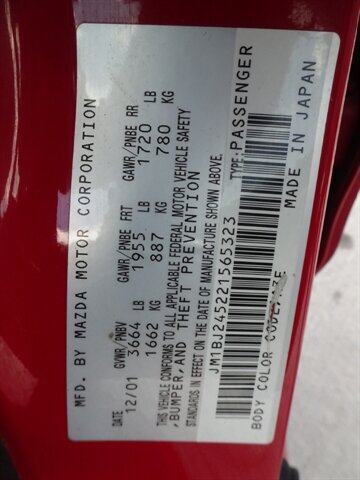 MFD. BY MAZDA MOTOR CORPORATION
DATE GVWR/PNBV GAWR/PNBE FRT GAWR/PNBE RR
12/01 3664 LB 1955 LB 1720 LB
1662 KG 887 KG 780 KG
THIS VEHICLE CONFORMS TO ALL APPLICABLE FEDERAL MOTOR VEHICLE SAFETY
,BUMPER,AND THEFT PREVENTION
STANDARDS IN EFFECT ON THE DATE OF MANUFACTURE SHOWN ABOVE.
JM1BJ245221565323 TYPE:PASSENGER
BODY COLOR CODE: MADE IN JAPAN